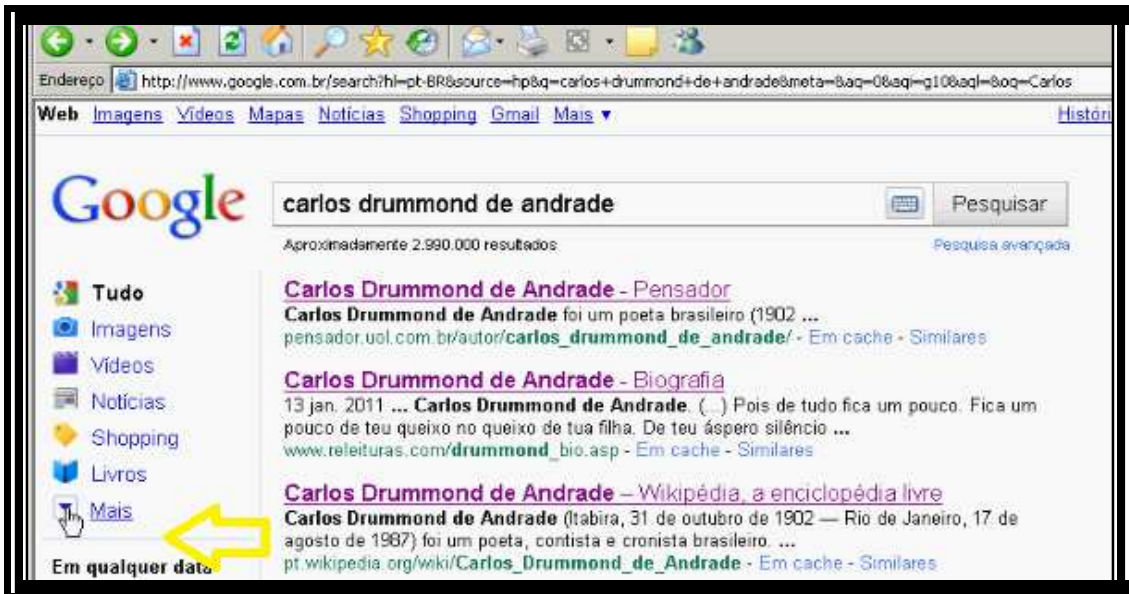 Endereço http://www.google.com.br/search?hl=pt-BR&source=hp&q=carlos+drummond+de+andrade&meta=&aq=0&aqi=g10&aql=&oq=Carlos
Web Imagens Vídeos Mapas Notícias Shopping Gmail Mais ▼ Históri
Google carlos drummond de andrade Pesquisar
Aproximadamente 2.990.000 resultados Pesquisa avançada
Tudo
Imagens
Vídeos
Notícias
Shopping
Livros
Mais
Em qualquer data
Carlos Drummond de Andrade - Pensador
Carlos Drummond de Andrade foi um poeta brasileiro (1902 ...
pensador.uol.com.br/autor/carlos_drummond_de_andrade/ - Em cache - Similares
Carlos Drummond de Andrade - Biografia
13 jan. 2011 ... Carlos Drummond de Andrade. (...) Pois de tudo fica um pouco. Fica um
pouco de teu queixo no queixo de tua filha. De teu áspero silêncio ...
www.releituras.com/drummond_bio.asp - Em cache - Similares
Carlos Drummond de Andrade – Wikipédia, a enciclopédia livre
Carlos Drummond de Andrade (Itabira, 31 de outubro de 1902 — Rio de Janeiro, 17 de
agosto de 1987) foi um poeta, contista e cronista brasileiro. ...
pt.wikipedia.org/wiki/Carlos_Drummond_de_Andrade - Em cache - Similares